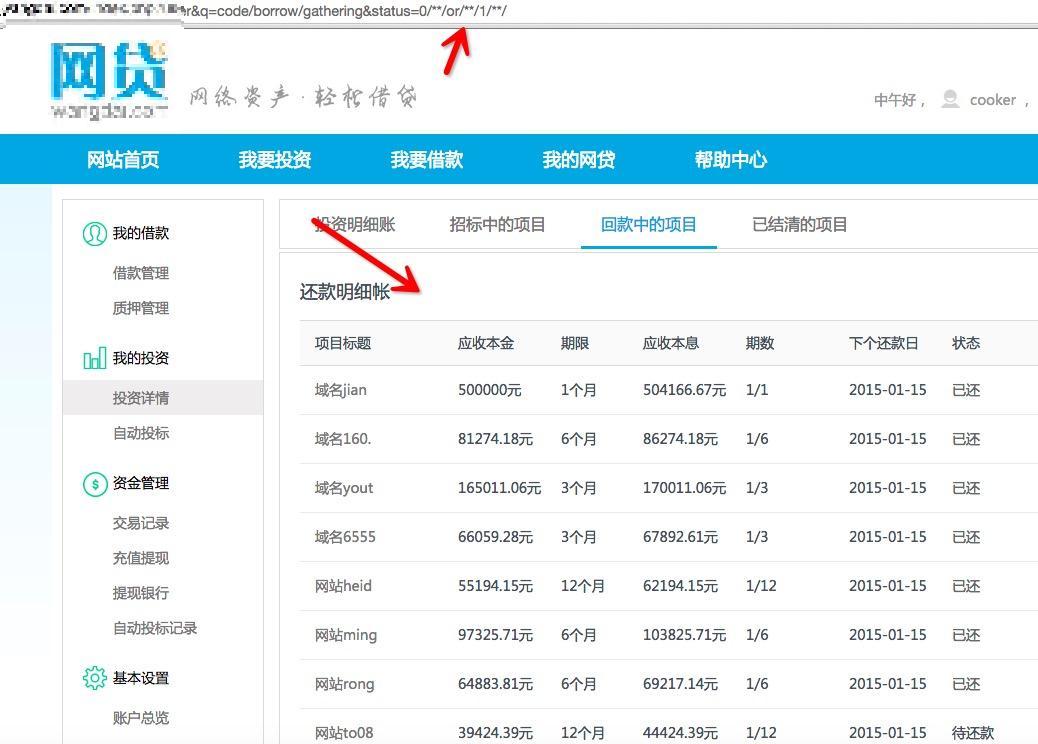 er&q=code/borrow/gathering&status=0/**/or/**/1/**/
网贷
wangdai.com
网络资产·轻松借贷
中午好， cooker ，
网站首页 我要投资 我要借款 我的网贷 帮助中心
我的借款
借款管理
质押管理
我的投资
投资详情
自动投标
资金管理
交易记录
充值提现
提现银行
自动投标记录
基本设置
账户总览
投资明细账 招标中的项目 回款中的项目 已结清的项目
还款明细帐
项目标题 应收本金 期限 应收本息 期数 下个还款日 状态
域名jian 500000元 1个月 504166.67元 1/1 2015-01-15 已还
域名160. 81274.18元 6个月 86274.18元 1/6 2015-01-15 已还
域名yout 165011.06元 3个月 170011.06元 1/3 2015-01-15 已还
域名6555 66059.28元 3个月 67892.61元 1/3 2015-01-15 已还
网站heid 55194.15元 12个月 62194.15元 1/12 2015-01-15 已还
网站ming 97325.71元 6个月 103825.71元 1/6 2015-01-15 已还
网站rong 64883.81元 6个月 69217.14元 1/6 2015-01-15 已还
网站to08 39424.39元 12个月 44424.39元 1/12 2015-01-15 待还款